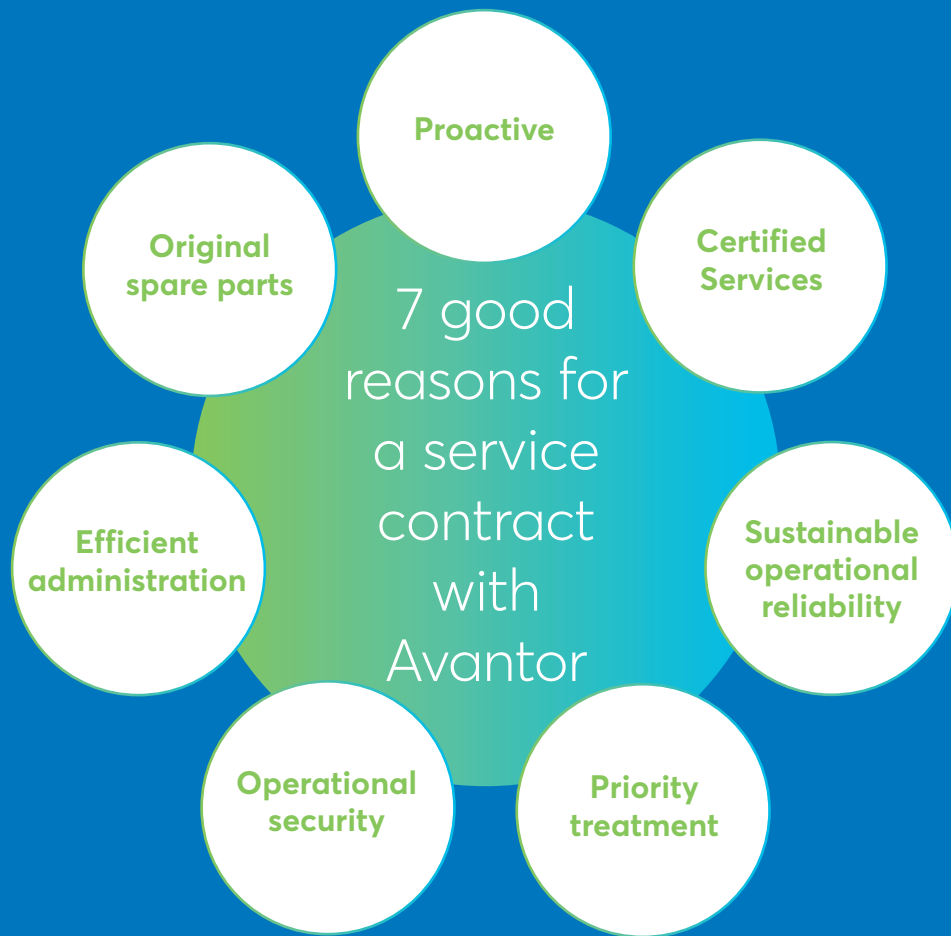 Proactive
Certified
Services
Sustainable
operational
reliability
Priority
treatment
Operational
security
Efficient
administration
Original
spare parts
7 good
reasons for
a service
contract
with
Avantor